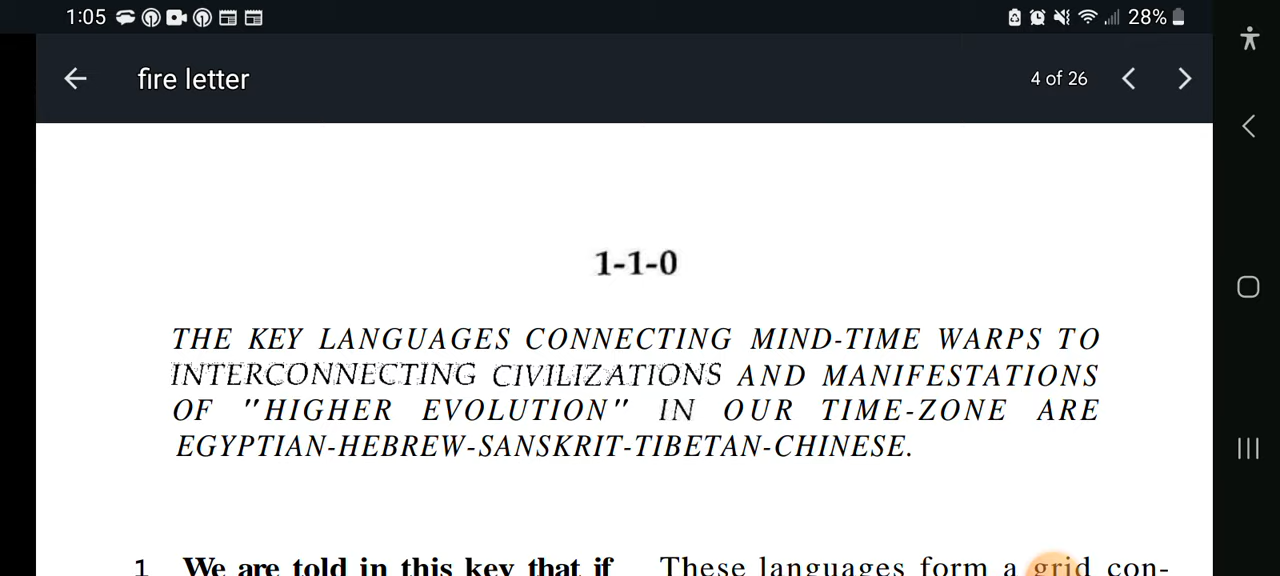 1:05 28%
fire letter 4 of 26
1-1-0
THE KEY LANGUAGES CONNECTING MIND-TIME WARPS TO
INTERCONNECTING CIVILIZATIONS AND MANIFESTATIONS
OF "HIGHER EVOLUTION" IN OUR TIME-ZONE ARE
EGYPTIAN-HEBREW-SANSKRIT-TIBETAN-CHINESE.
1 We are told in this key that if
These languages form a grid con-